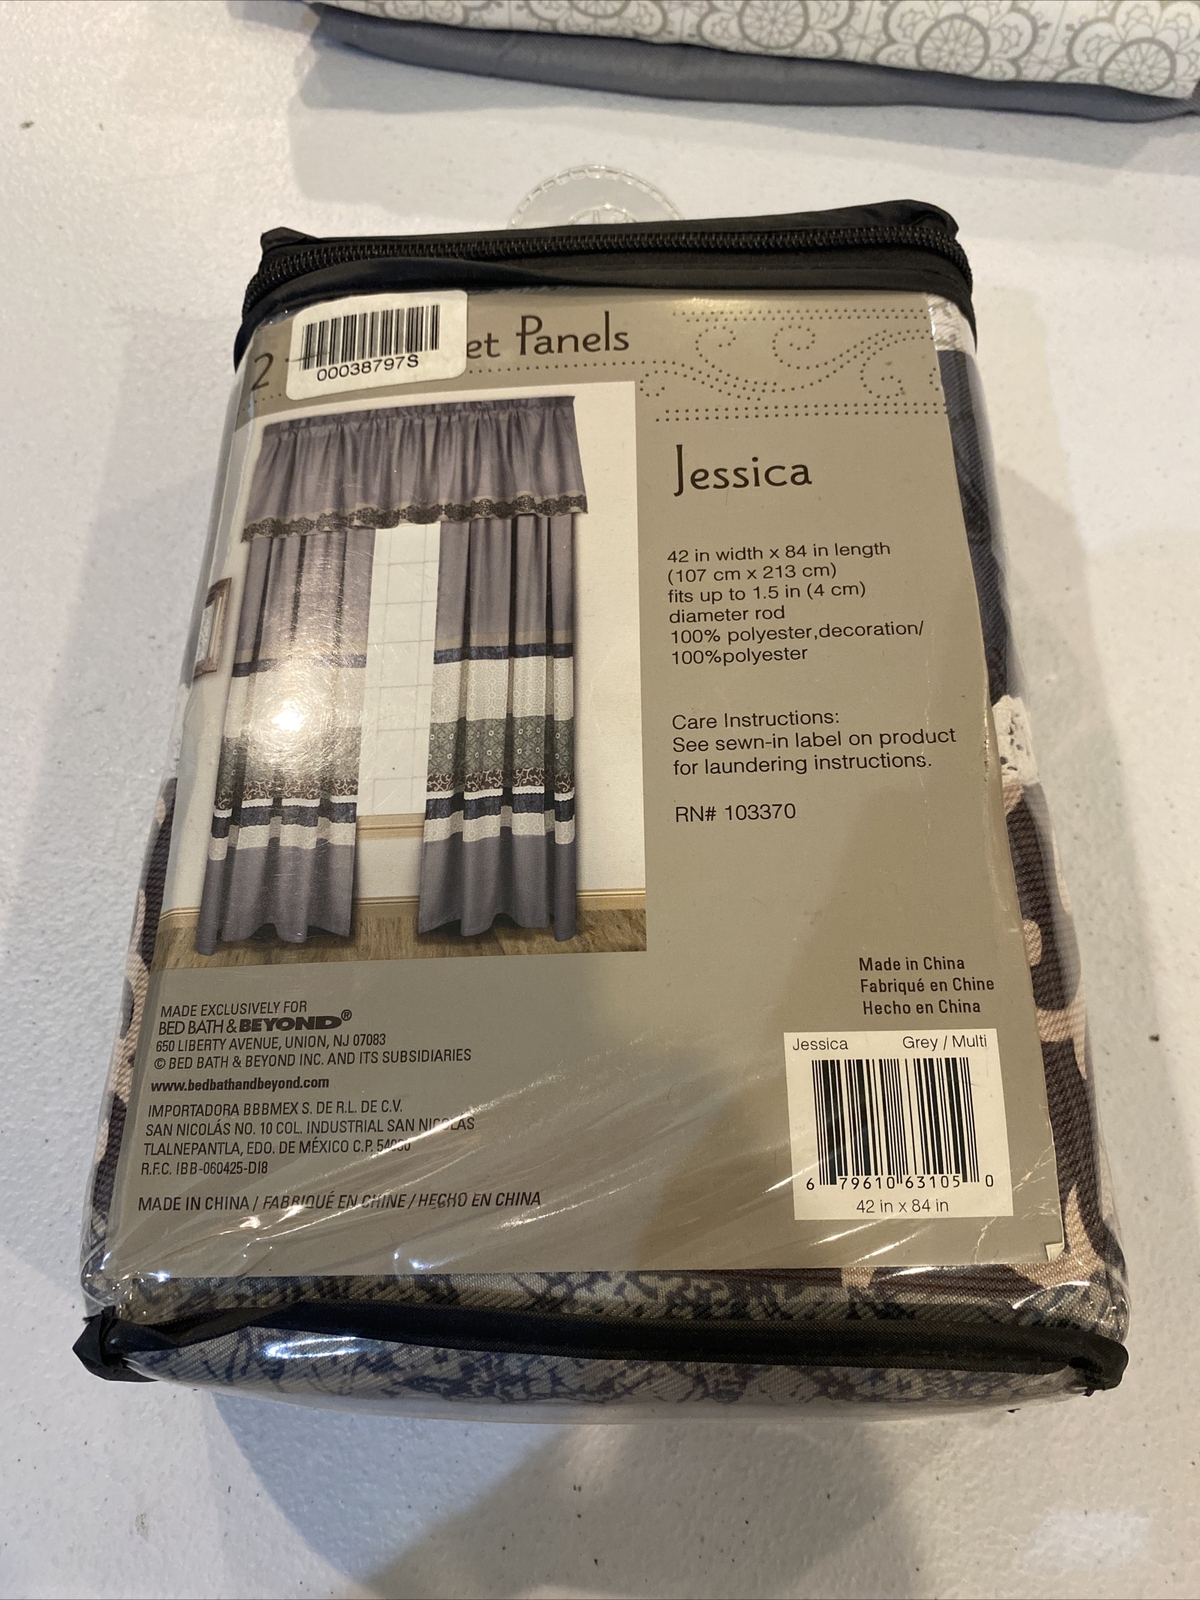 00038797S
2 et Panels
Jessica
42 in width x 84 in length
(107 cm x 213 cm)
fits up to 1.5 in (4 cm)
diameter rod
100% polyester,decoration/
100%polyester
Care Instructions:
See sewn-in label on product
for laundering instructions.
RN# 103370
Made in China
Fabriqué en Chine
Hecho en China
MADE EXCLUSIVELY FOR
BED BATH & BEYOND®
650 LIBERTY AVENUE, UNION, NJ 07083
© BED BATH & BEYOND INC. AND ITS SUBSIDIARIES
www.bedbathandbeyond.com
IMPORTADORA BBBMEX S. DE R.L. DE C.V.
SAN NICOLÁS NO. 10 COL. INDUSTRIAL SAN NICOLAS
TLALNEPANTLA, EDO. DE MÉXICO C.P. 54030
R.F.C. IBB-060425-DI8
MADE IN CHINA / FABRIQUÉ EN CHINE / HECHO EN CHINA
Jessica Grey / Multi
6 79610 63105 0
42 in x 84 in